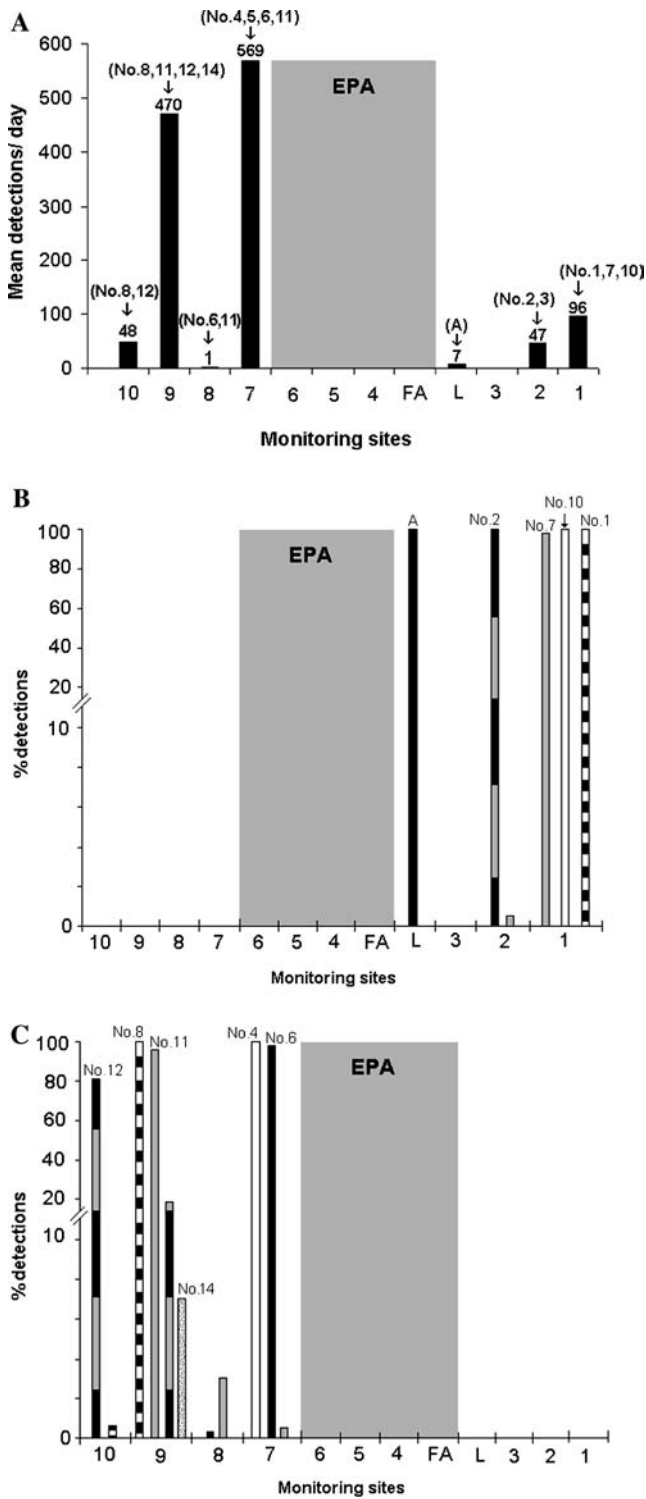 A
(No.4,5,6,11)
569
(No.8,11,12,14)
470
(No.8,12)
48
(No.6,11)
1
EPA
(A)
7
(No.2,3)
47
(No.1,7,10)
96
Mean detections/ day
600
500
400
300
200
100
0
10 9 8 7 6 5 4 FA L 3 2 1
Monitoring sites
B
EPA
A
No.2
No.7
No.10
No.1
% detections
100
80
60
40
20
10
0
10 9 8 7 6 5 4 FA L 3 2 1
Monitoring sites
C
No.12
No.8
No.11
No.14
No.4
No.6
EPA
% detections
100
80
60
40
20
10
0
10 9 8 7 6 5 4 FA L 3 2 1
Monitoring sites